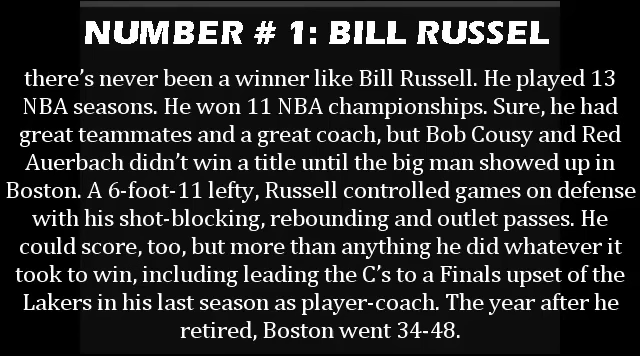 NUMBER # 1: BILL RUSSEL
there's never been a winner like Bill Russell. He played 13
NBA seasons. He won 11 NBA championships. Sure, he had
great teammates and a great coach, but Bob Cousy and Red
Auerbach didn't win a title until the big man showed up in
Boston. A 6-foot-11 lefty, Russell controlled games on defense
with his shot-blocking, rebounding and outlet passes. He
could score, too, but more than anything he did whatever it
took to win, including leading the C's to a Finals upset of the
Lakers in his last season as player-coach. The year after he
retired, Boston went 34-48.